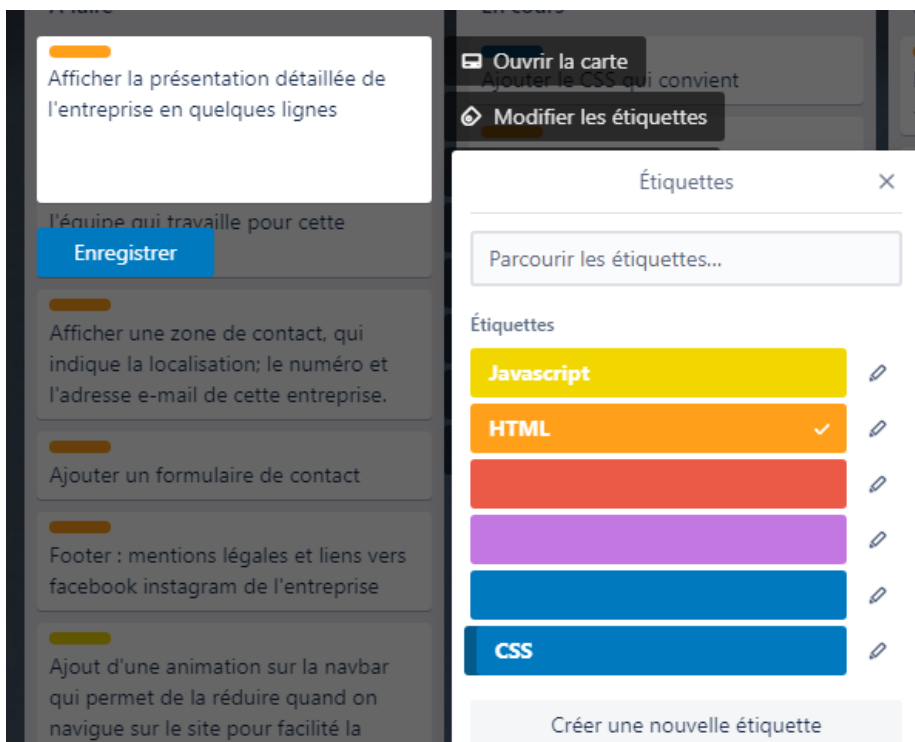 A faire
En cours
Afficher la présentation détaillée de
l'entreprise en quelques lignes
Ouvrir la carte
Ajouter le CSS qui convient
Modifier les étiquettes
l'équipe qui travaille pour cette
Enregistrer
Afficher une zone de contact, qui
indique la localisation; le numéro et
l'adresse e-mail de cette entreprise.
Ajouter un formulaire de contact
Footer : mentions légales et liens vers
facebook instagram de l'entreprise
Ajout d'une animation sur la navbar
qui permet de la réduire quand on
navigue sur le site pour facilité la
Étiquettes
Parcourir les étiquettes...
Étiquettes
Javascript
HTML
CSS
Créer une nouvelle étiquette